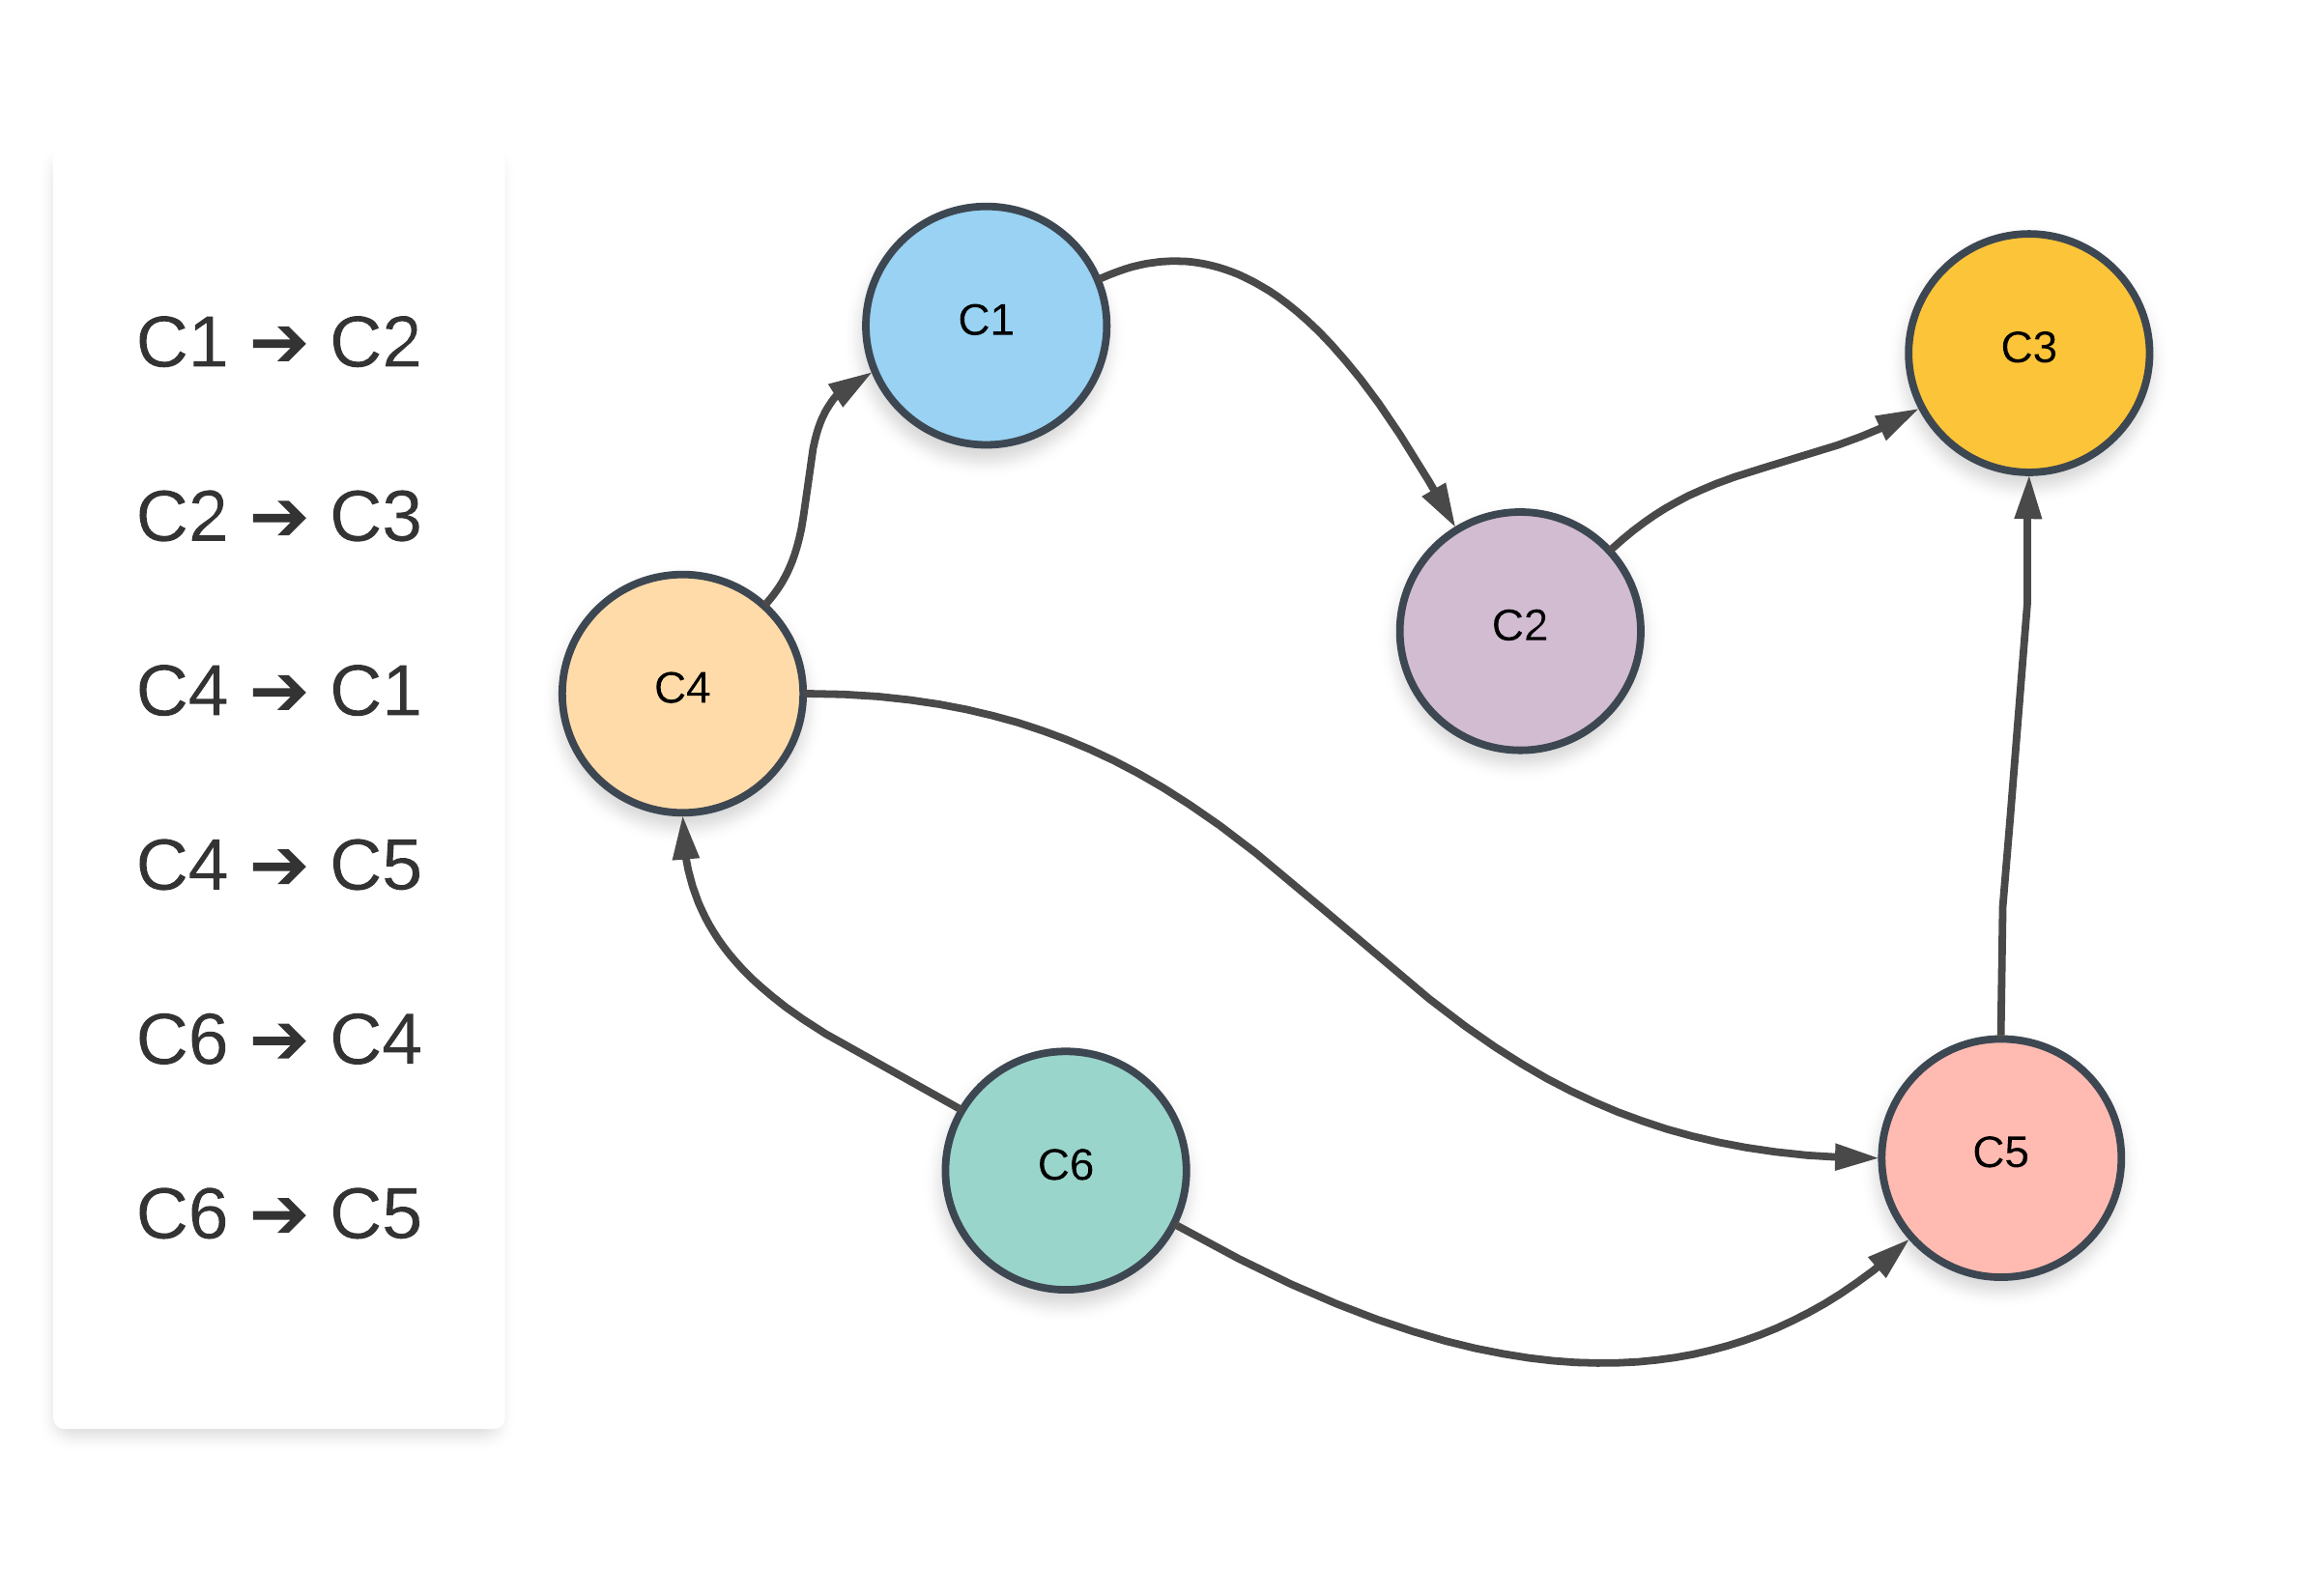 C1 ➔ C2
C2 ➔ C3
C4 ➔ C1
C4 ➔ C5
C6 ➔ C4
C6 ➔ C5
C1
C3
C2
C4
C5
C6